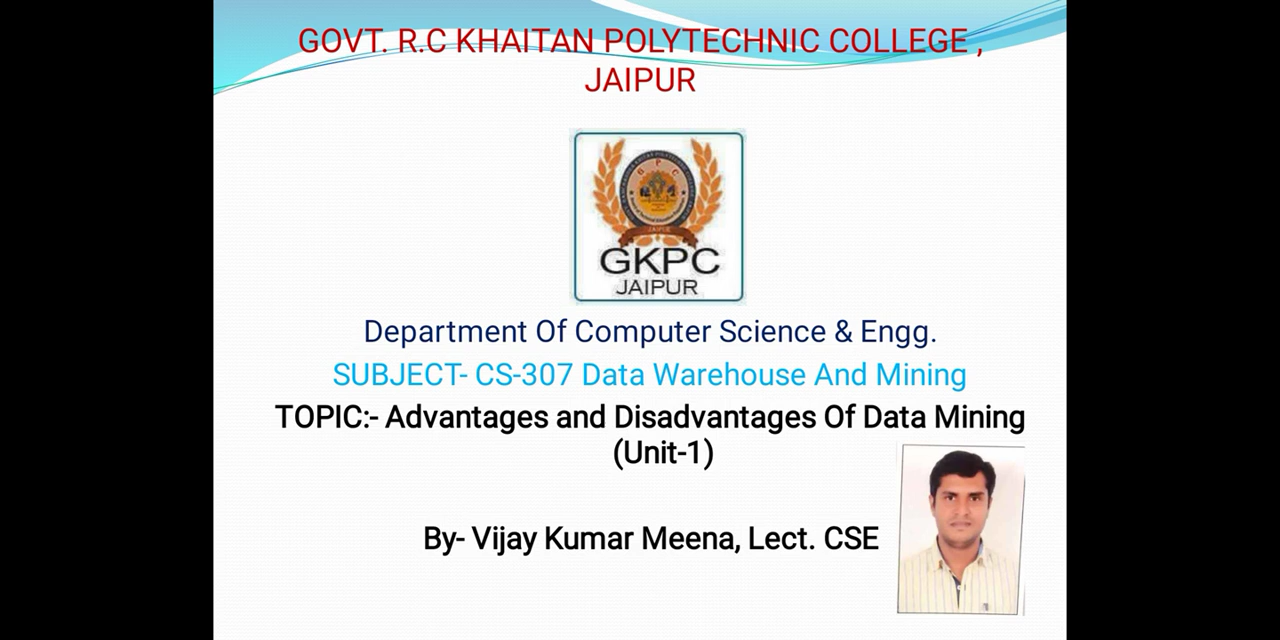 GOVT. R.C KHAITAN POLYTECHNIC COLLEGE ,
JAIPUR
G P C
JAIPUR
GKPC
JAIPUR
Department Of Computer Science & Engg.
SUBJECT- CS-307 Data Warehouse And Mining
TOPIC:- Advantages and Disadvantages Of Data Mining
(Unit-1)
By- Vijay Kumar Meena, Lect. CSE